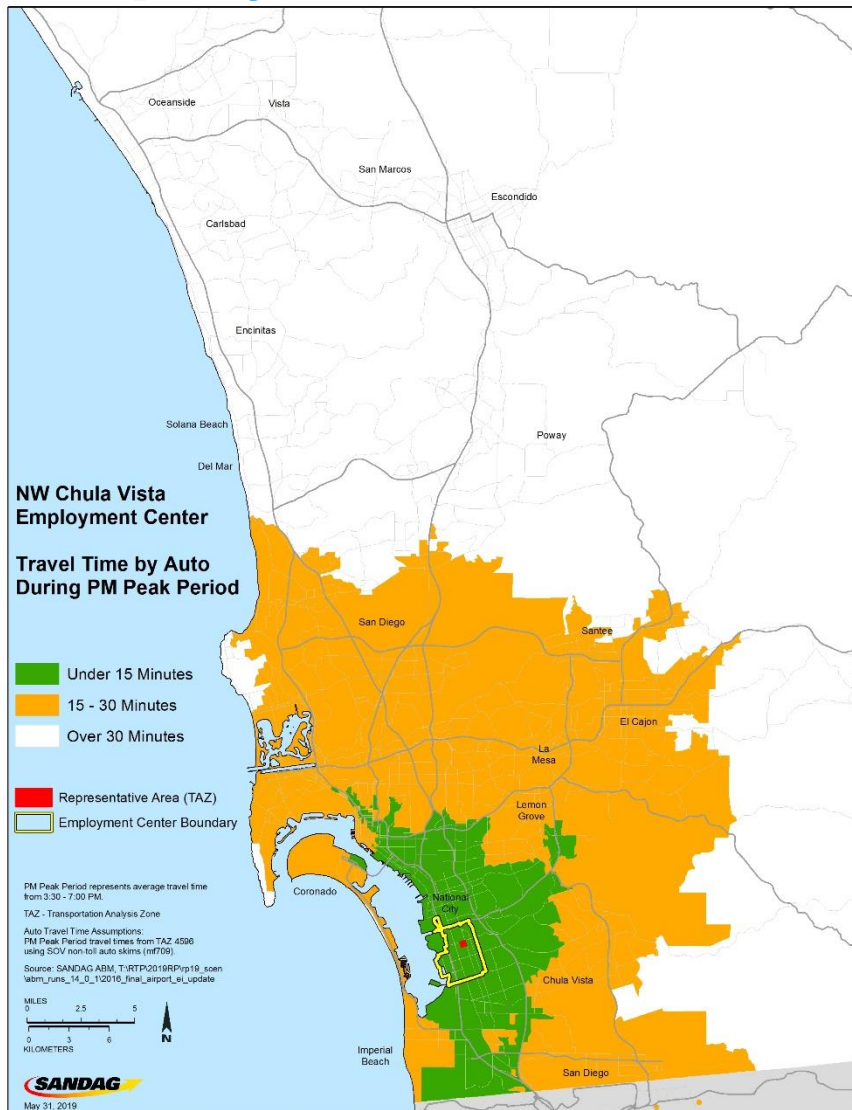 Oceanside
Vista
San Marcos
Escondido
Carlsbad
Encinitas
Solana Beach
Poway
Del Mar
NW Chula Vista
Employment Center
Travel Time by Auto
During PM Peak Period
San Diego
Santee
Under 15 Minutes
15 - 30 Minutes
Over 30 Minutes
El Cajon
La
Mesa
Representative Area (TAZ)
Employment Center Boundary
Lemon
Grove
Coronado
National
City
PM Peak Period represents average travel time
from 3:30 - 7:00 PM.
TAZ - Transportation Analysis Zone
Auto Travel Time Assumptions:
PM Peak Period travel times from TAZ 4596
using SOV non-toll auto skims (mf709).
Source: SANDAG ABM, T:\RTP\2019RP\rp19_scen
\abm_runs_14_0_1\2016_final_airport_ei_update
Chula Vista
MILES
0 2.5 5
0 3 6
KILOMETERS
N
Imperial
Beach
San Diego
SANDAG
May 31, 2019